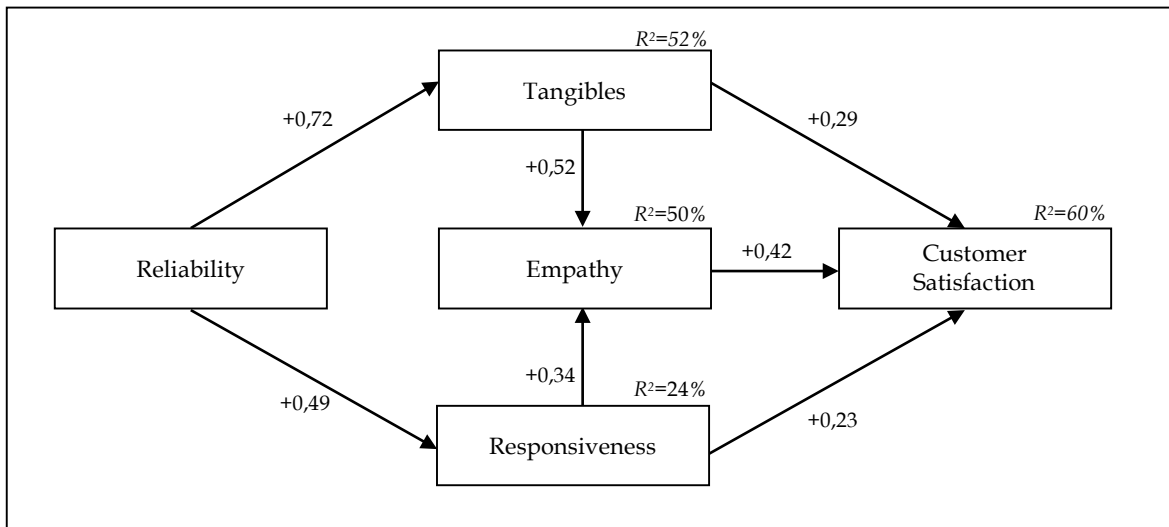 R²=52%
Tangibles
+0,72
+0,29
+0,52
R²=50%
R²=60%
Reliability
Empathy
+0,42
Customer
Satisfaction
+0,34
R²=24%
+0,49
+0,23
Responsiveness